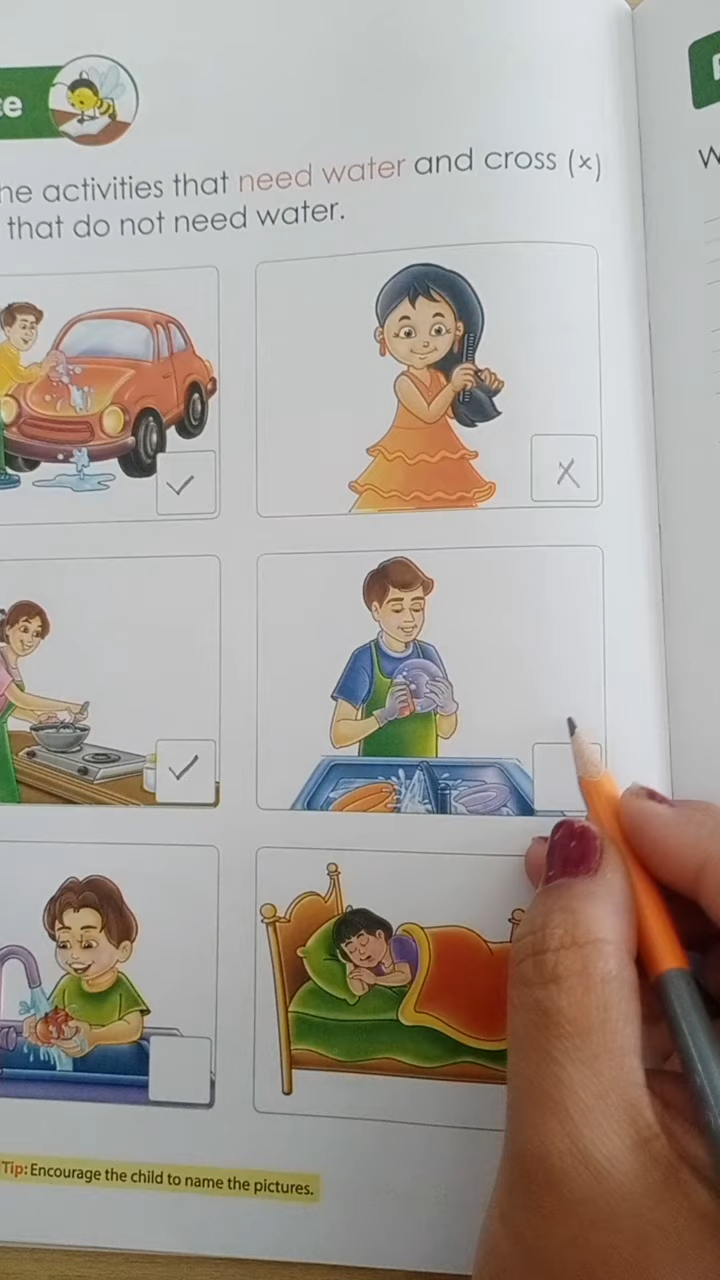 he activities that need water and cross (x)
that do not need water.
Tip: Encourage the child to name the pictures.